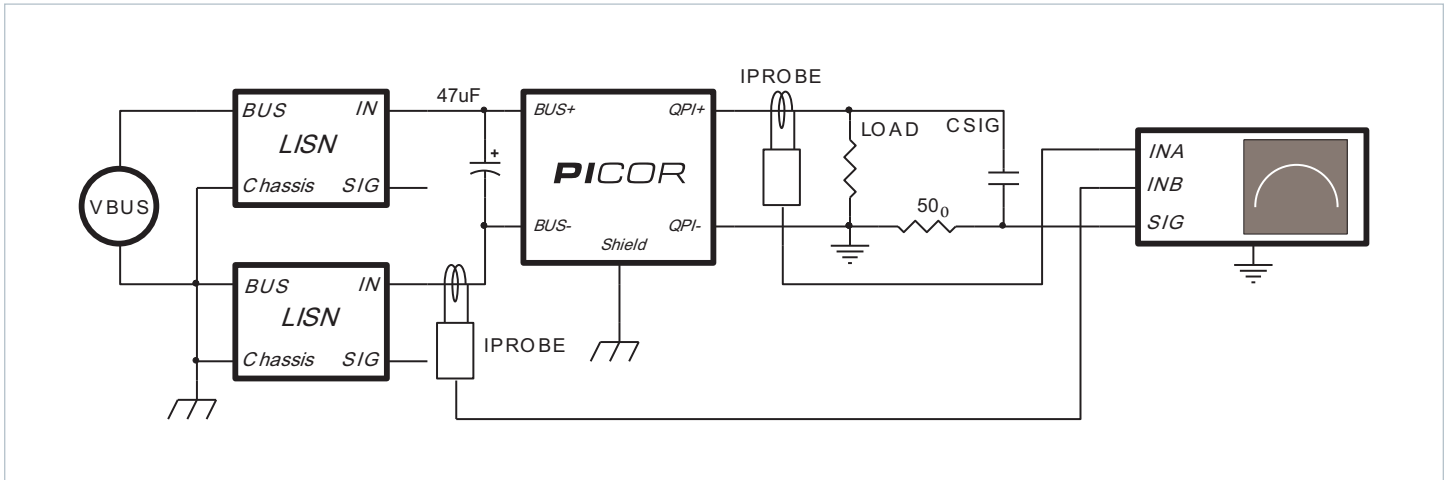 IPROBE
BUS IN
LISN
Chassis SIG
47uF
+
BUS+ QPI+
PICOR
BUS- QPI-
Shield
LOAD
CSIG
50₀
INA
INB
SIG
VBUS
BUS IN
LISN
Chassis SIG
IPROBE